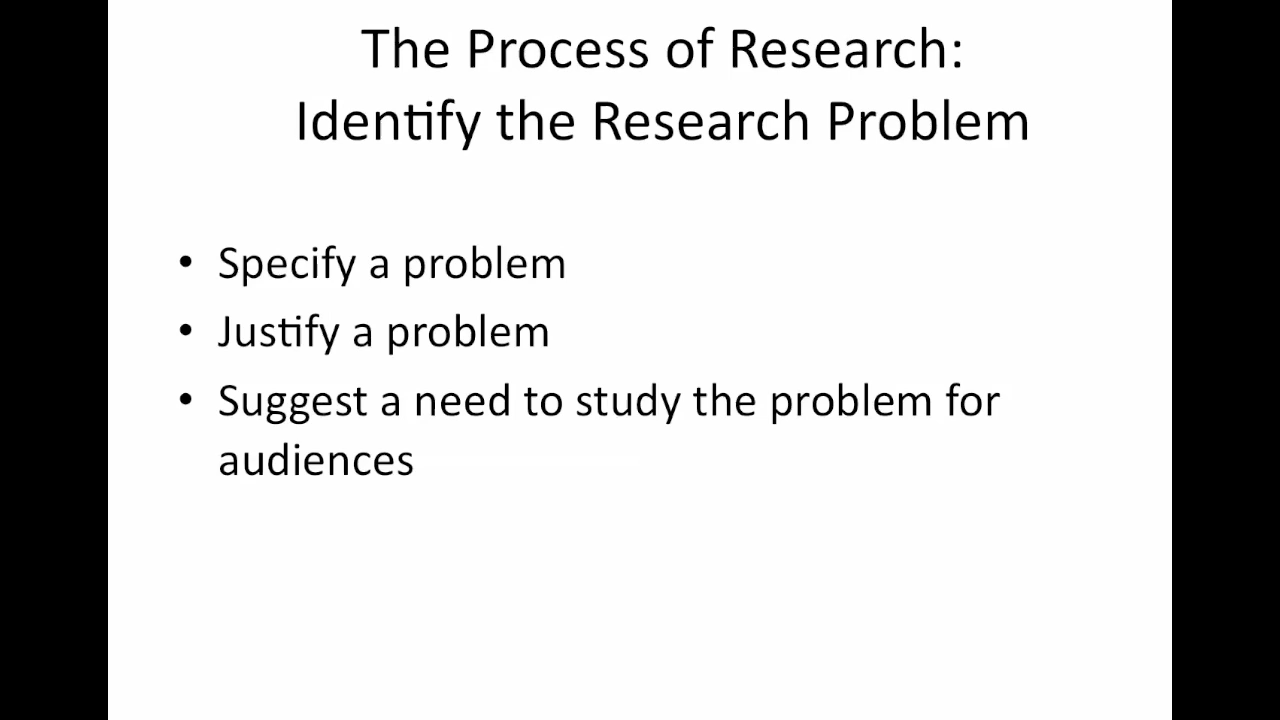 The Process of Research:
Identify the Research Problem
• Specify a problem
• Justify a problem
• Suggest a need to study the problem for
audiences